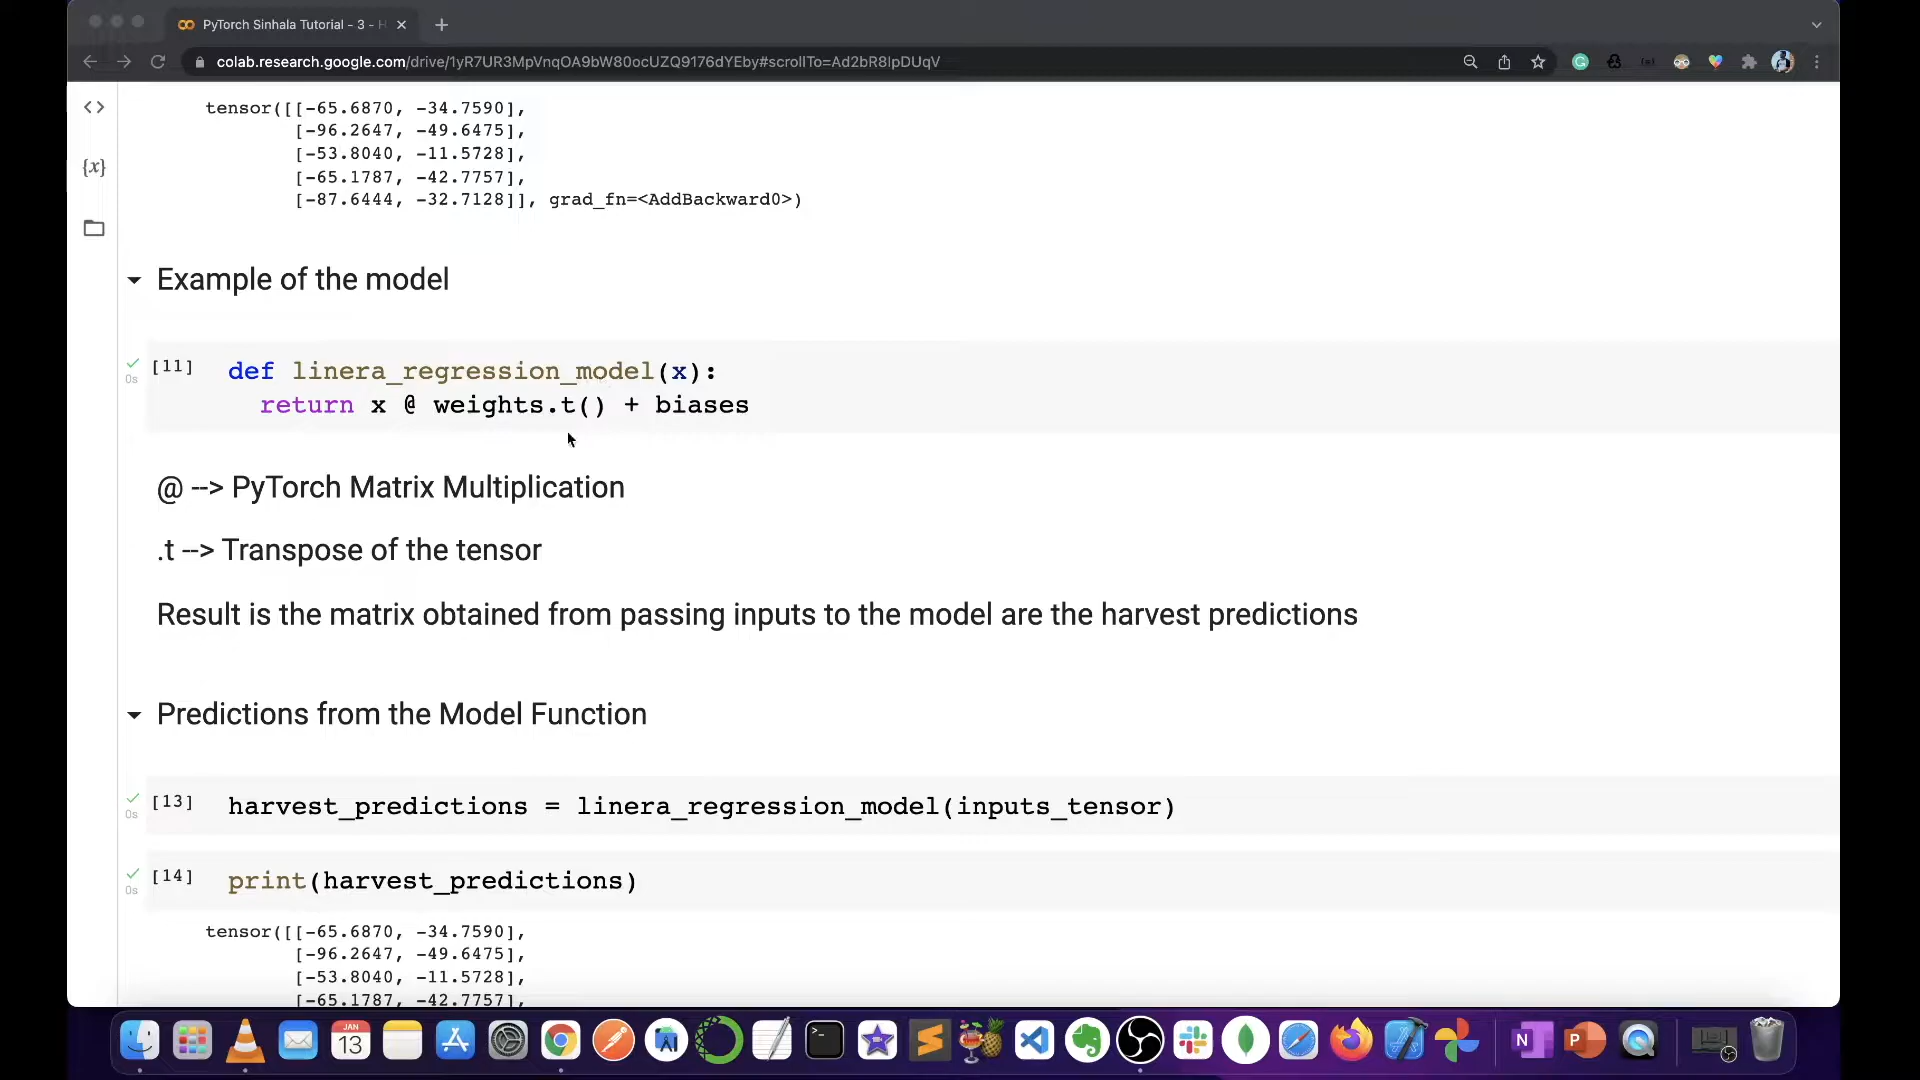 PyTorch Sinhala Tutorial - 3 - H
colab.research.google.com/drive/1yR7UR3MpVnqOA9bW80ocUZQ9176dYEby#scrollTo=Ad2bR8lpDUqV
tensor([[-65.6870, -34.7590],
[-96.2647, -49.6475],
[-53.8040, -11.5728],
[-65.1787, -42.7757],
[-87.6444, -32.7128]], grad_fn=<AddBackward0>)
{x}
Example of the model
[11]
0s
def linera_regression_model(x):
return x @ weights.t() + biases
@ --> PyTorch Matrix Multiplication
.t --> Transpose of the tensor
Result is the matrix obtained from passing inputs to the model are the harvest predictions
Predictions from the Model Function
[13] harvest_predictions = linera_regression_model(inputs_tensor)
0s
[14] print(harvest_predictions)
0s
tensor([[-65.6870, -34.7590],
[-96.2647, -49.6475],
[-53.8040, -11.5728],
[-65.1787, -42.7757],
JAN
13
N
P